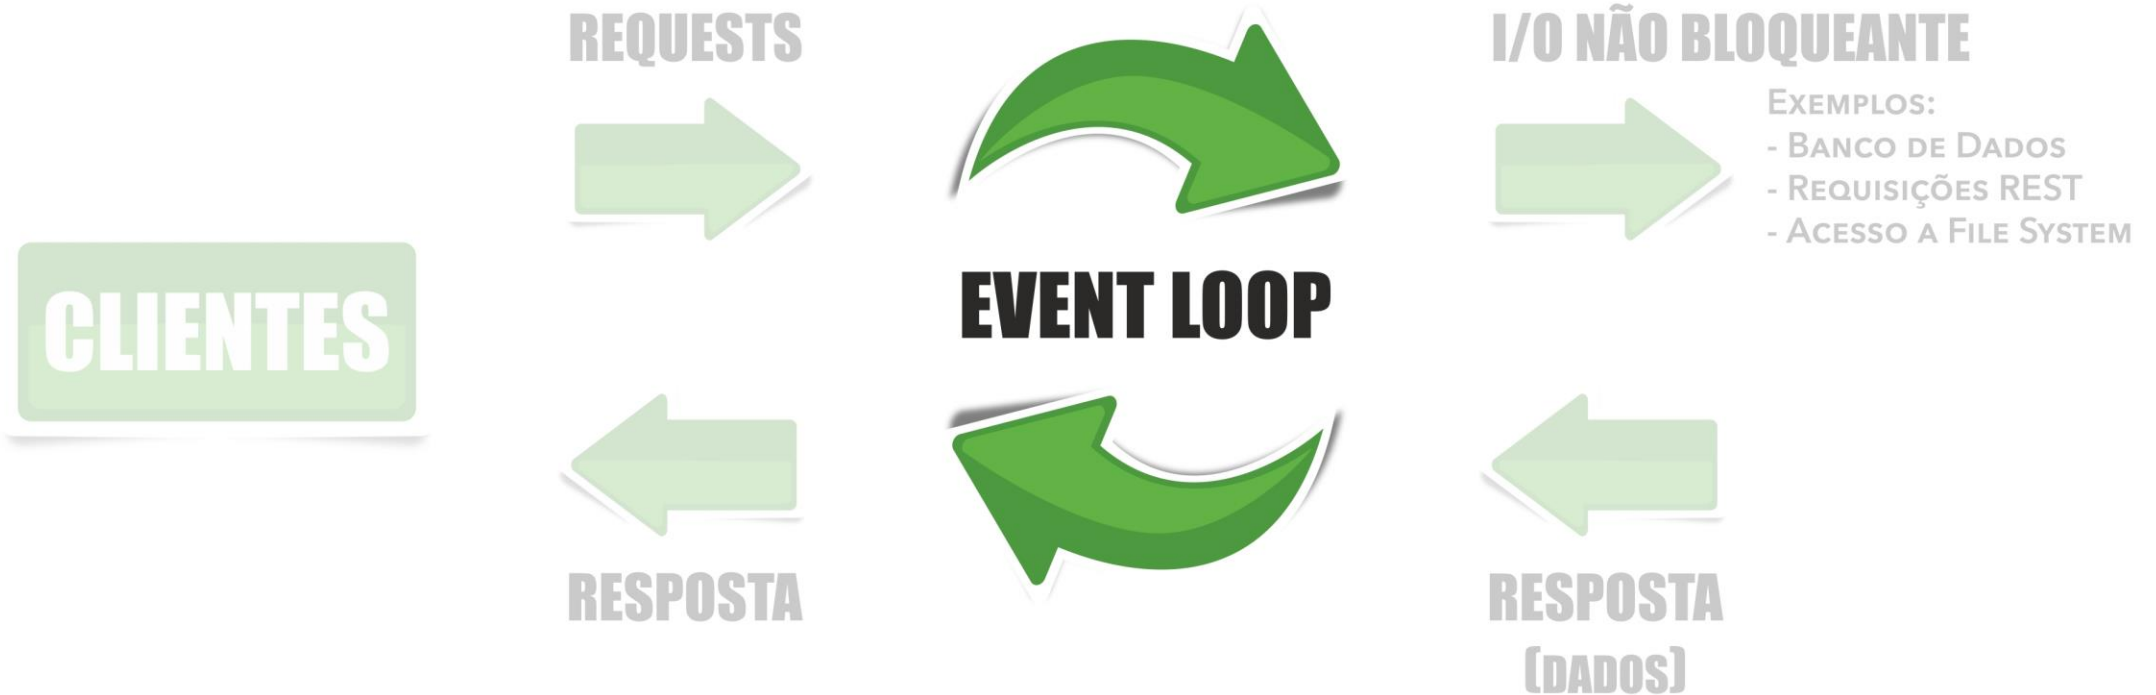 REQUESTS
I/O NÃO BLOQUEANTE
EXEMPLOS:
- BANCO DE DADOS
- REQUISIÇÕES REST
- ACESSO A FILE SYSTEM
CLIENTES
EVENT LOOP
RESPOSTA
RESPOSTA
(DADOS)